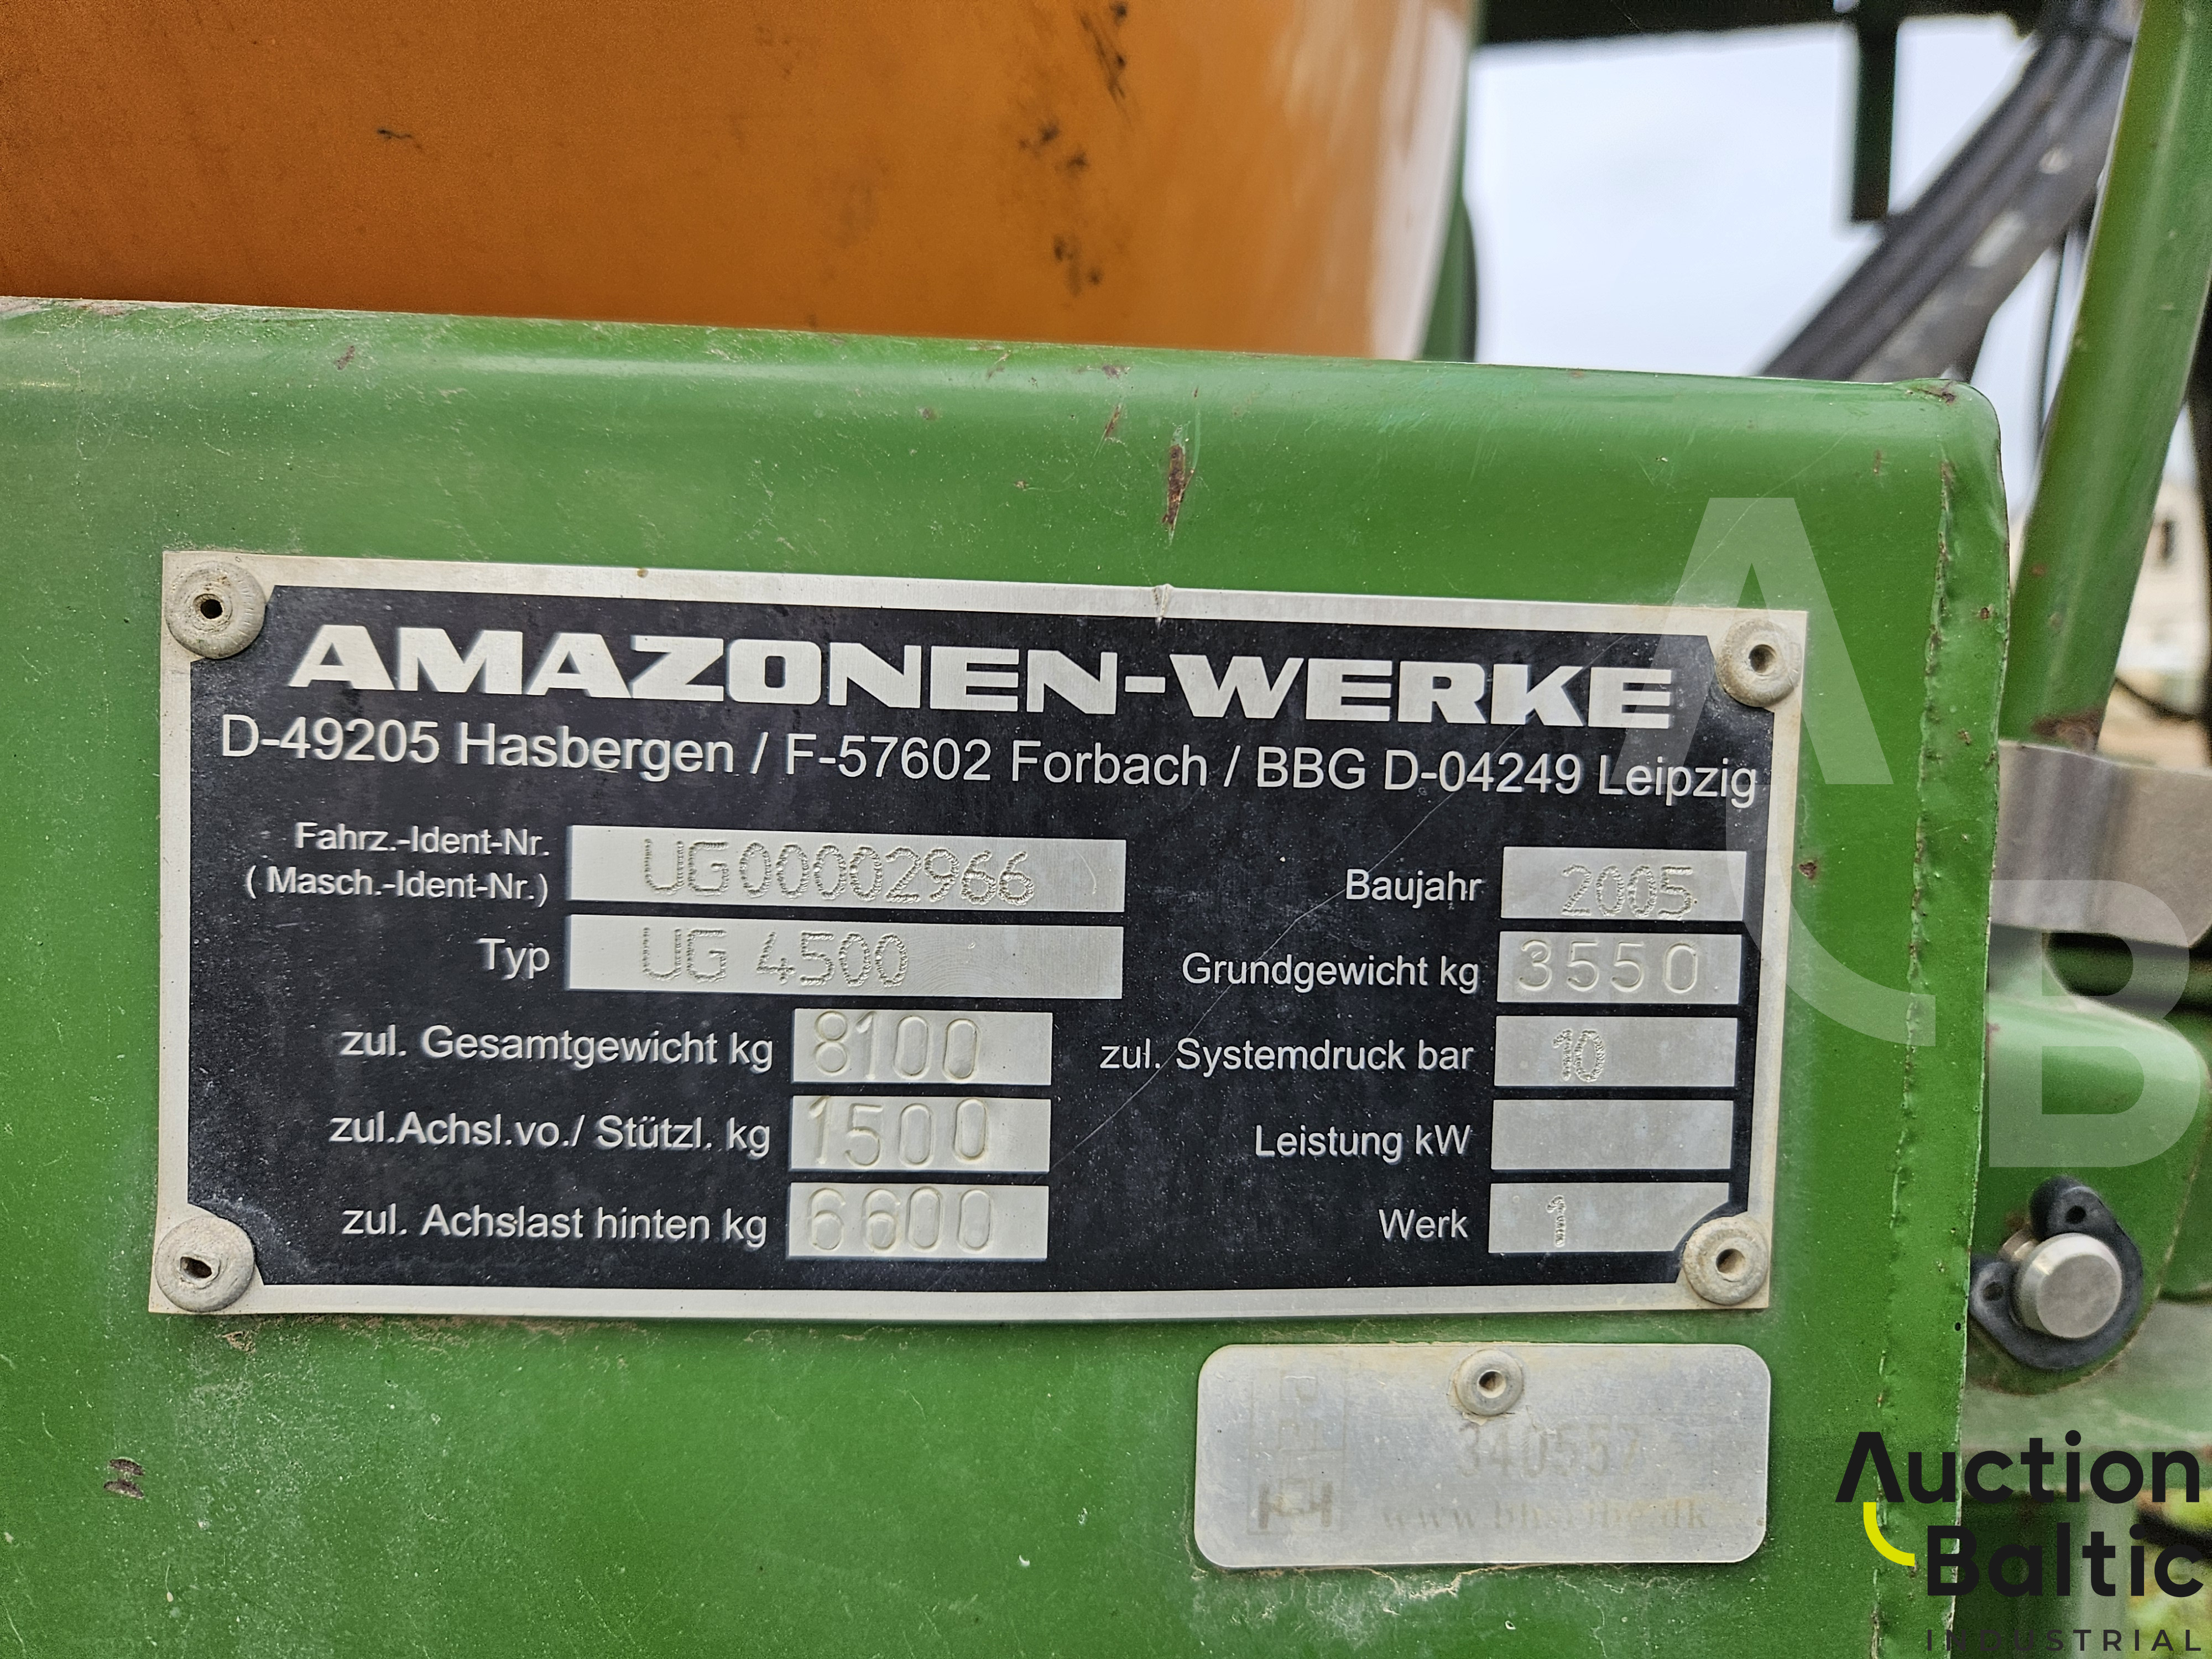 AMAZONEN-WERKE
D-49205 Hasbergen / F-57602 Forbach / BBG D-04249 Leipzig
Fahrz.-Ident-Nr.
( Masch.-Ident-Nr.) UG00002966
Baujahr 2005
Typ UG 4500
Grundgewicht kg 3550
zul. Gesamtgewicht kg 8100
zul. Systemdruck bar 10
zul.Achsl.vo./ Stützl. kg 1500
Leistung kW
zul. Achslast hinten kg 6600
Werk 1
340557
Auction
Baltic
INDUSTRIAL
A
B